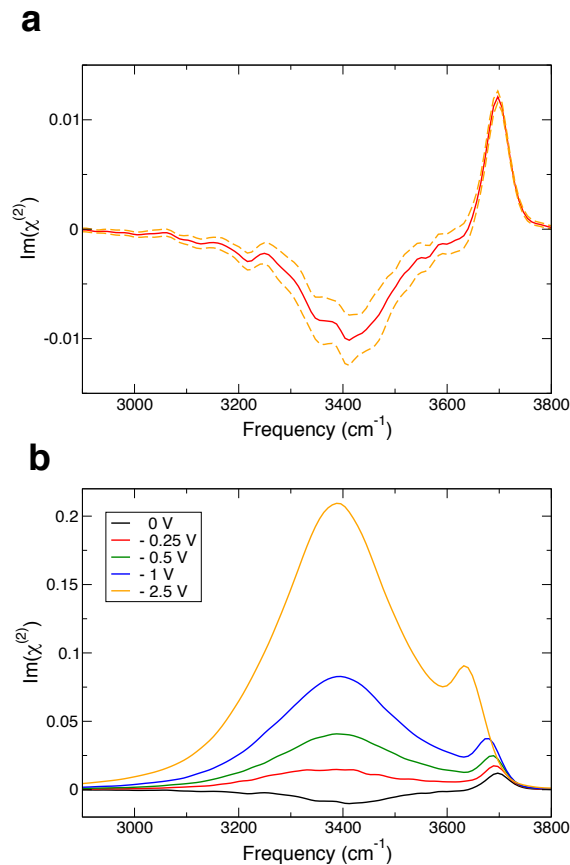 a
0.01
0
-0.01
Im(χ(2))
3000 3200 3400 3600 3800
Frequency (cm-1)
b
0 V
- 0.25 V
- 0.5 V
- 1 V
- 2.5 V
0.2
0.15
0.1
0.05
0
Im(χ(2))
3000 3200 3400 3600 3800
Frequency (cm-1)